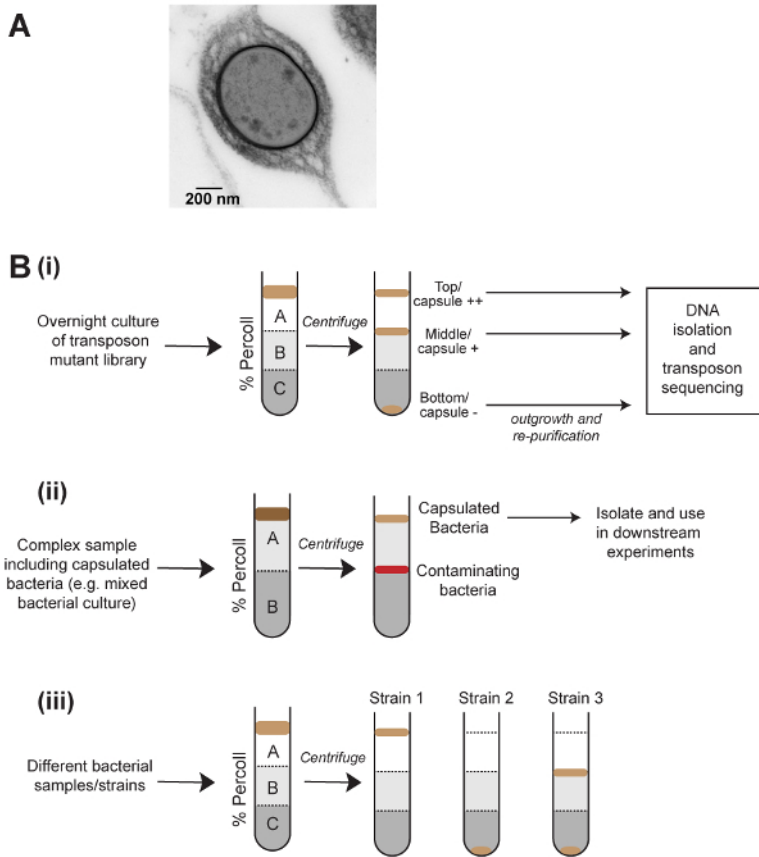 A
200 nm
B (i)
Overnight culture
of transposon
mutant library
% Percoll
A
B
C
Centrifuge
Top/
capsule ++
Middle/
capsule +
Bottom/
capsule -
outgrowth and
re-purification
DNA
isolation
and
transposon
sequencing
(ii)
Complex sample
including capsulated
bacteria (e.g. mixed
bacterial culture)
% Percoll
A
B
Centrifuge
Capsulated
Bacteria
Contaminating
bacteria
Isolate and use
in downstream
experiments
(iii)
Different bacterial
samples/strains
% Percoll
A
B
C
Centrifuge
Strain 1
Strain 2
Strain 3